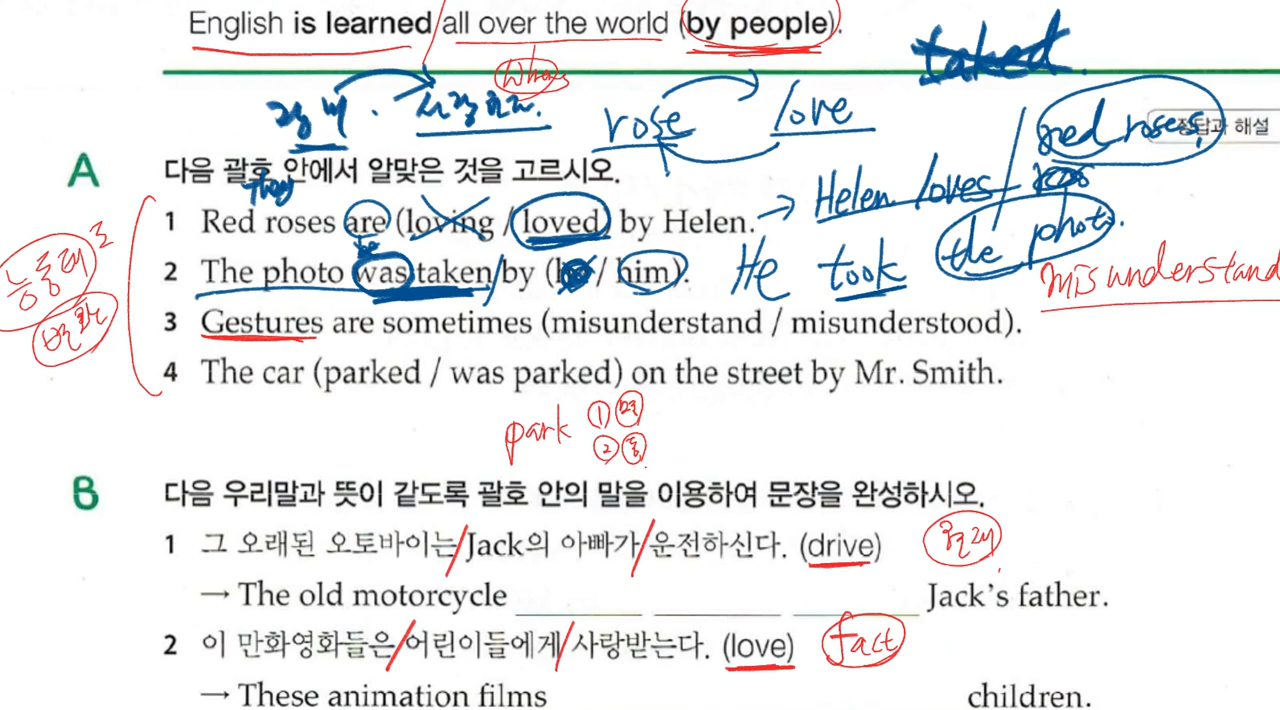 English is learned all over the world (by people).
taked
where
장벽. 시장효과.
rose love
정답과 해설
red roses,
A 다음 괄호 안에서 알맞은 것을 고르시오.
They
1 Red roses are (loving / loved) by Helen. → Helen loves
be
2 The photo was taken by (he / him). He took the photo.
능동태로
변환
misunderstand
3 Gestures are sometimes (misunderstand / misunderstood).
4 The car (parked / was parked) on the street by Mr. Smith.
park ① 명
② 동
B 다음 우리말과 뜻이 같도록 괄호 안의 말을 이용하여 문장을 완성하시오.
1 그 오래된 오토바이는 Jack의 아빠가 운전하신다. (drive) 현재
→ The old motorcycle Jack's father.
2 이 만화영화들은 어린이들에게 사랑받는다. (love) fact
→ These animation films children.